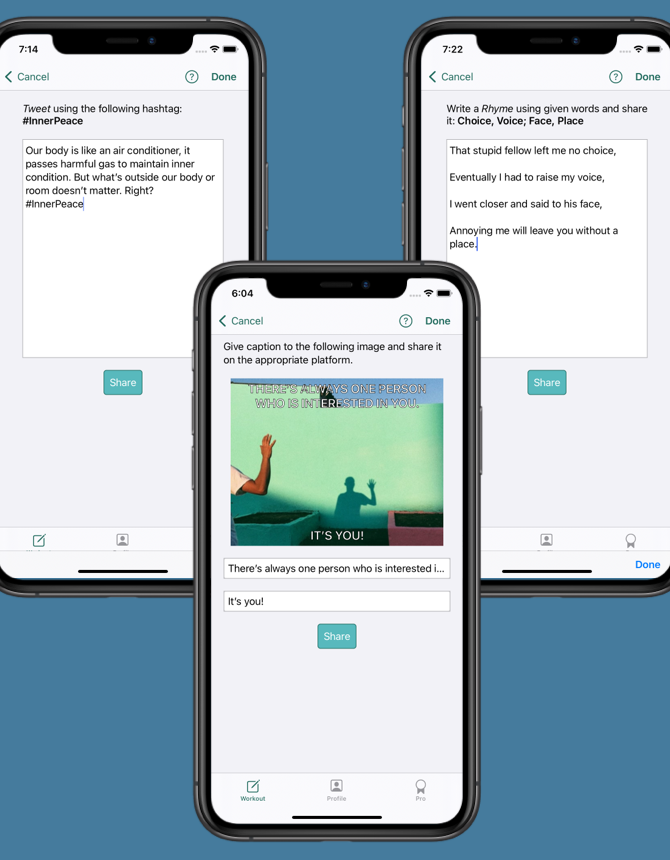 7:14
Cancel
?
Done
Tweet using the following hashtag:
#InnerPeace
Our body is like an air conditioner, it
passes harmful gas to maintain inner
condition. But what's outside our body or
room doesn't matter. Right?
#InnerPeace
Share
7:22
Cancel
?
Done
Write a Rhyme using given words and share
it: Choice, Voice; Face, Place
That stupid fellow left me no choice,
Eventually I had to raise my voice,
I went closer and said to his face,
Annoying me will leave you without a
place.
Share
Done
6:04
Cancel
?
Done
Give caption to the following image and share it
on the appropriate platform.
THERE'S ALWAYS ONE PERSON
WHO IS INTERESTED IN YOU.
IT'S YOU!
There's always one person who is interested i...
It's you!
Share
Workout
Profile
Pro